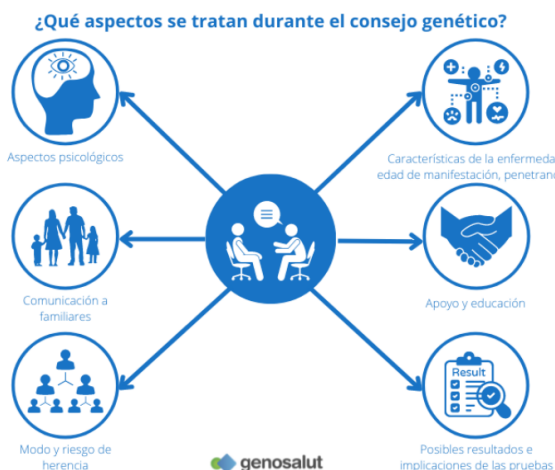 ¿Qué aspectos se tratan durante el consejo genético?
Aspectos psicológicos
Características de la enfermeda
edad de manifestación, penetranc
Comunicación a
familiares
Apoyo y educación
Result
Modo y riesgo de
herencia
Posibles resultados e
implicaciones de las pruebas
genosalut